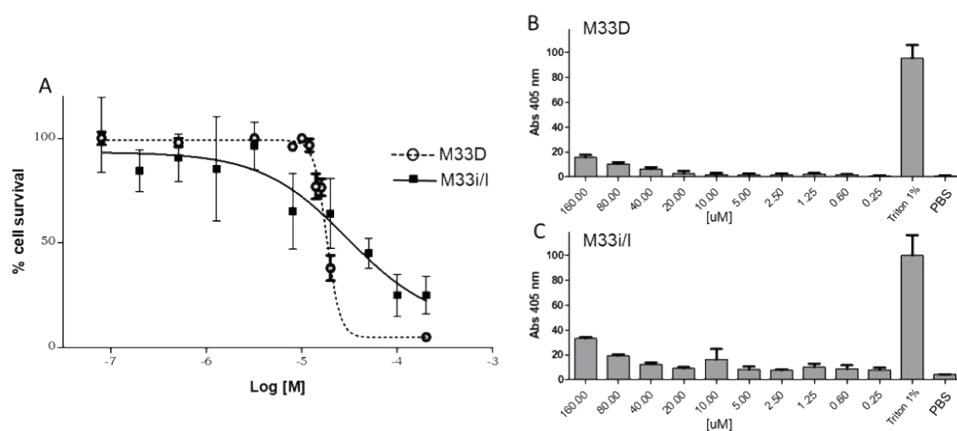 A
% cell survival
100
50
0
-7
-6
-5
-4
-3
Log [M]
M33D
M33i/l
B
M33D
Abs 405 nm
100
80
60
40
20
0
160.00
80.00
40.00
20.00
10.00
5.00
2.50
1.25
0.60
0.25
Triton 1%
PBS
[uM]
C
M33i/l
Abs 405 nm
100
80
60
40
20
0
160.00
80.00
40.00
20.00
10.00
5.00
2.50
1.25
0.60
0.25
Triton 1%
PBS
[uM]